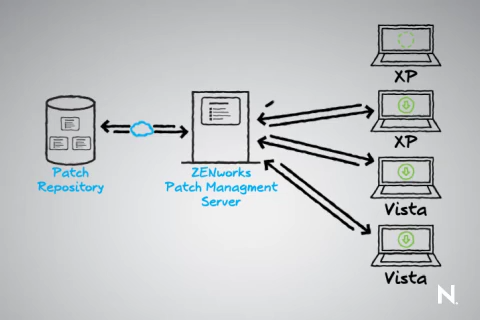 XP
XP
Patch
Repository
ZENworks
Patch Managment
Server
Vista
Vista
N.